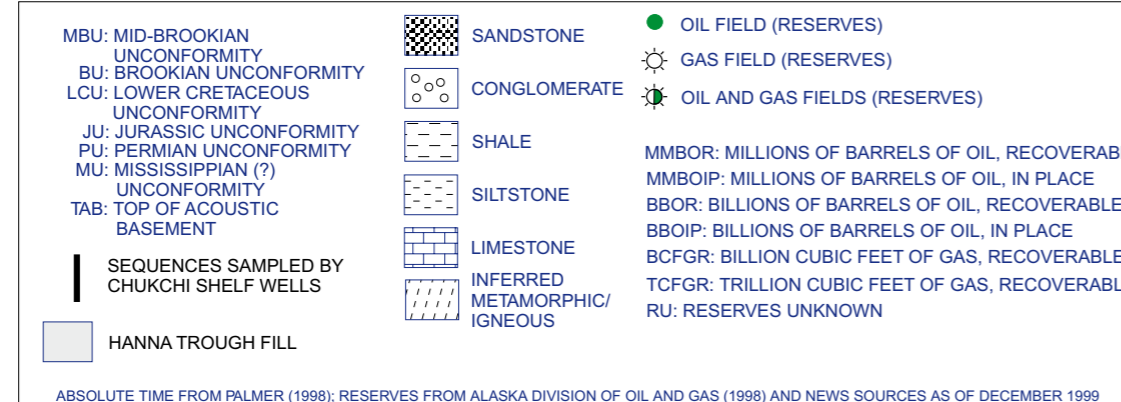 MBU: MID-BROOKIAN
UNCONFORMITY
BU: BROOKIAN UNCONFORMITY
LCU: LOWER CRETACEOUS
UNCONFORMITY
JU: JURASSIC UNCONFORMITY
PU: PERMIAN UNCONFORMITY
MU: MISSISSIPPIAN (?)
UNCONFORMITY
TAB: TOP OF ACOUSTIC
BASEMENT
SEQUENCES SAMPLED BY
CHUKCHI SHELF WELLS
HANNA TROUGH FILL
SANDSTONE
CONGLOMERATE
SHALE
SILTSTONE
LIMESTONE
INFERRED
METAMORPHIC/
IGNEOUS
OIL FIELD (RESERVES)
GAS FIELD (RESERVES)
OIL AND GAS FIELDS (RESERVES)
MMBOR: MILLIONS OF BARRELS OF OIL, RECOVERAB
MMBOIP: MILLIONS OF BARRELS OF OIL, IN PLACE
BBOR: BILLIONS OF BARRELS OF OIL, RECOVERABLE
BBOIP: BILLIONS OF BARRELS OF OIL, IN PLACE
BCFGR: BILLION CUBIC FEET OF GAS, RECOVERABLE
TCFGR: TRILLION CUBIC FEET OF GAS, RECOVERABL
RU: RESERVES UNKNOWN
ABSOLUTE TIME FROM PALMER (1998); RESERVES FROM ALASKA DIVISION OF OIL AND GAS (1998) AND NEWS SOURCES AS OF DECEMBER 1999